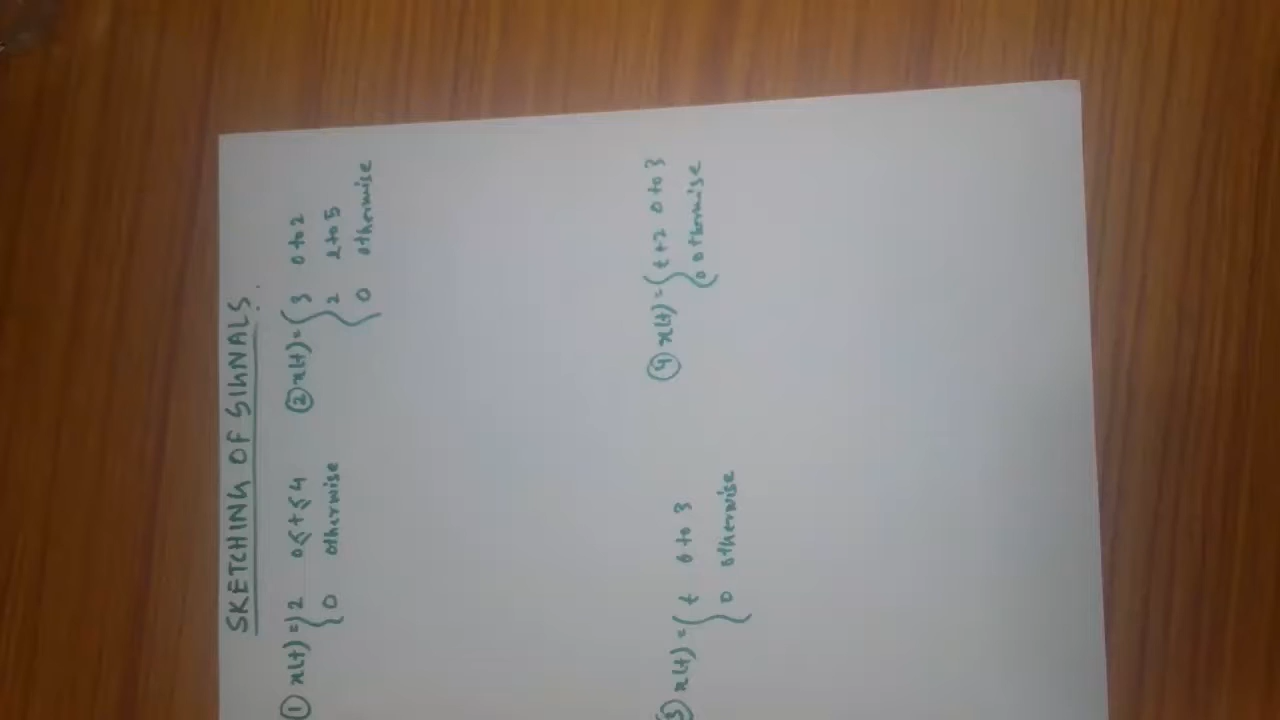 SKETCHING OF SIGNALS.
① x(t) = { 2 0≤t≤4
0 otherwise
② x(t) = { 3 0 to 2
2 2 to 5
0 otherwise
③ x(t) = { t 0 to 3
0 otherwise
④ x(t) = { t+2 0 to 3
0 otherwise